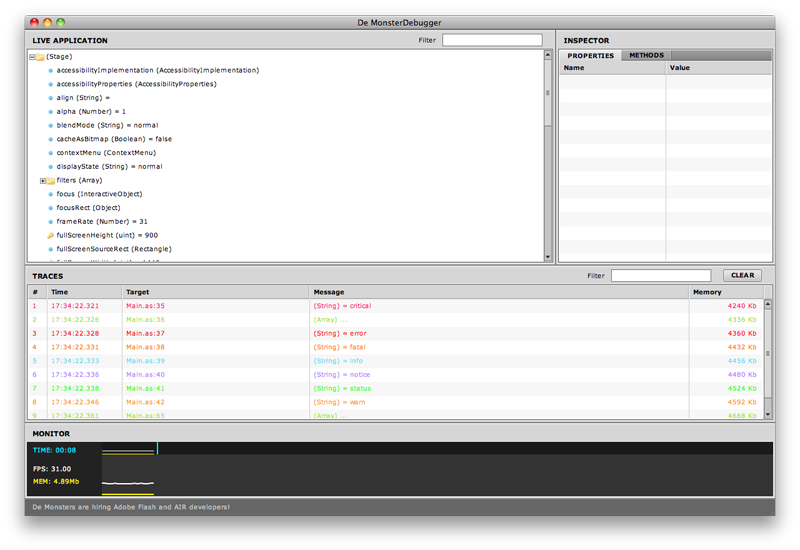 De MonsterDebugger
LIVE APPLICATION
Filter
(Stage)
accessibilityImplementation (AccessibilityImplementation)
accessibilityProperties (AccessibilityProperties)
align (String) =
alpha (Number) = 1
blendMode (String) = normal
cacheAsBitmap (Boolean) = false
contextMenu (ContextMenu)
displayState (String) = normal
filters (Array)
focus (InteractiveObject)
focusRect (Object)
frameRate (Number) = 31
fullScreenHeight (uint) = 900
fullScreenSourceRect (Rectangle)
INSPECTOR
PROPERTIES METHODS
Name Value
TRACES
Filter
CLEAR
# Time Target Message Memory
1 17:34:22.321 Main.as:35 (String) = critical 4240 Kb
2 17:34:22.326 Main.as:36 (Array) ... 4336 Kb
3 17:34:22.328 Main.as:37 (String) = error 4360 Kb
4 17:34:22.331 Main.as:38 (String) = fatal 4432 Kb
5 17:34:22.333 Main.as:39 (String) = info 4456 Kb
6 17:34:22.336 Main.as:40 (String) = notice 4480 Kb
7 17:34:22.338 Main.as:41 (String) = status 4524 Kb
8 17:34:22.346 Main.as:42 (String) = warn 4592 Kb
9 17:34:22.361 Main.as:65 (Array) ... 4668 Kb
MONITOR
TIME: 00:08
FPS: 31.00
MEM: 4.89Mb
De Monsters are hiring Adobe Flash and AIR developers!